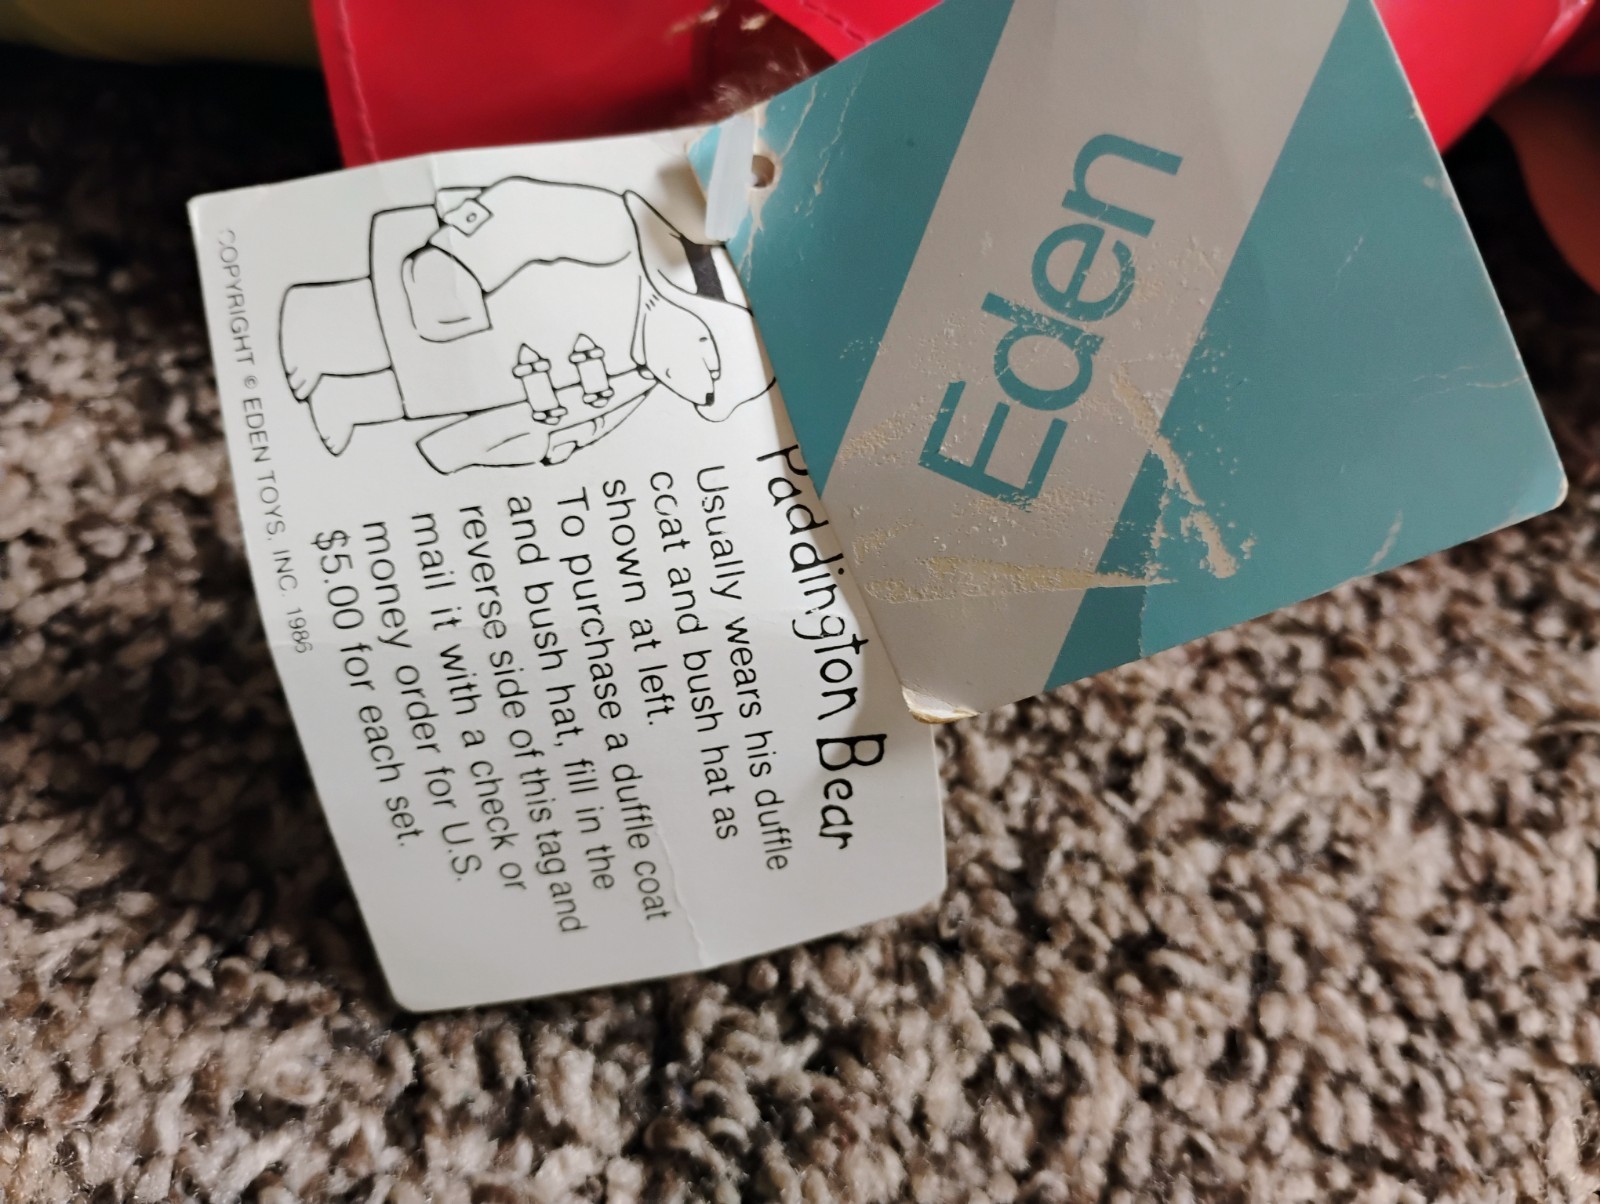 Eden
Paddington Bear
Usually wears his duffle
coat and bush hat as
shown at left.
To purchase a duffle coat
and bush hat, fill in the
reverse side of this tag and
mail it with a check or
money order for U.S.
$5.00 for each set.
COPYRIGHT © EDEN TOYS, INC. 1986